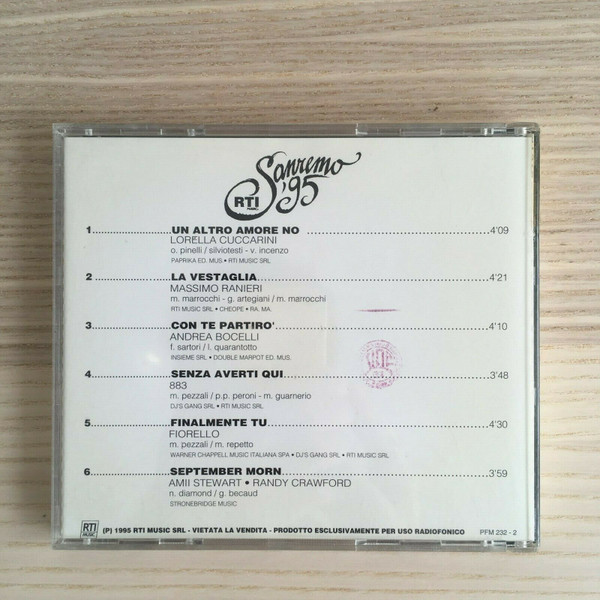 Sanremo '95
RTI
MUSIC
1 UN ALTRO AMORE NO 4'09
LORELLA CUCCARINI
o. pinelli / silviotesti - v. incenzo
PAPRIKA ED. MUS. • RTI MUSIC SRL
2 LA VESTAGLIA 4'21
MASSIMO RANIERI
m. marrocchi - g. artegiani / m. marrocchi
RTI MUSIC SRL • CHEOPE • RA. MA.
3 CON TE PARTIRO' 4'10
ANDREA BOCELLI
f. sartori / l. quarantotto
INSIEME SRL • DOUBLE MARPOT ED. MUS.
4 SENZA AVERTI QUI 3'48
883
m. pezzali / p.p. peroni - m. guarnerio
DJ'S GANG SRL • RTI MUSIC SRL
5 FINALMENTE TU 4'30
FIORELLO
m. pezzali / m. repetto
WARNER CHAPPELL MUSIC ITALIANA SPA • DJ'S GANG SRL • RTI MUSIC SRL
6 SEPTEMBER MORN 3'59
AMII STEWART • RANDY CRAWFORD
n. diamond / g. becaud
STRONEBRIDGE MUSIC
RTI
MUSIC
(P) 1995 RTI MUSIC SRL - VIETATA LA VENDITA - PRODOTTO ESCLUSIVAMENTE PER USO RADIOFONICO PFM 232 - 2